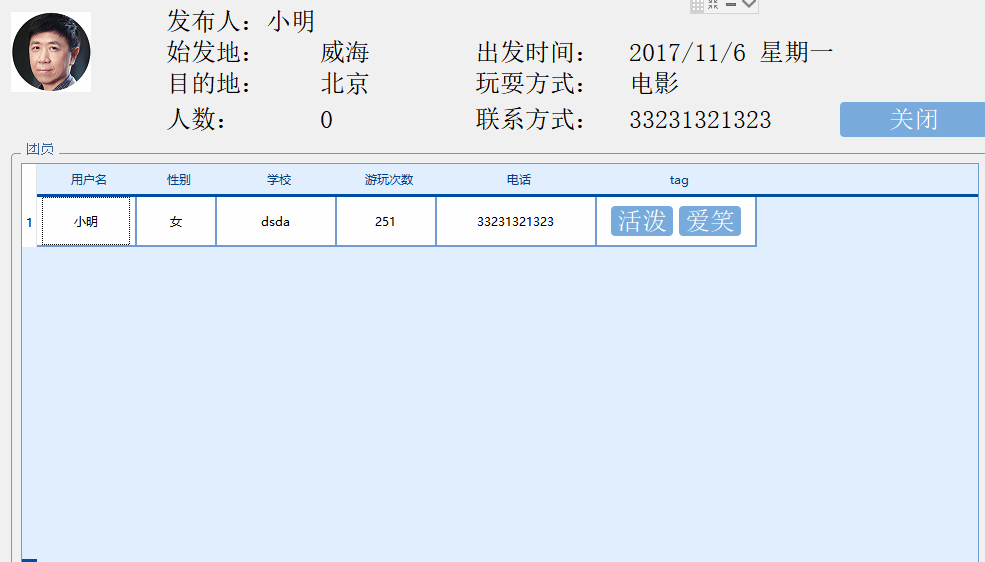 发布人：小明
始发地： 威海 出发时间： 2017/11/6 星期一
目的地： 北京 玩耍方式： 电影
人数： 0 联系方式： 33231321323 关闭
团员
用户名 性别 学校 游玩次数 电话 tag
1 小明 女 dsda 251 33231321323 活泼 爱笑